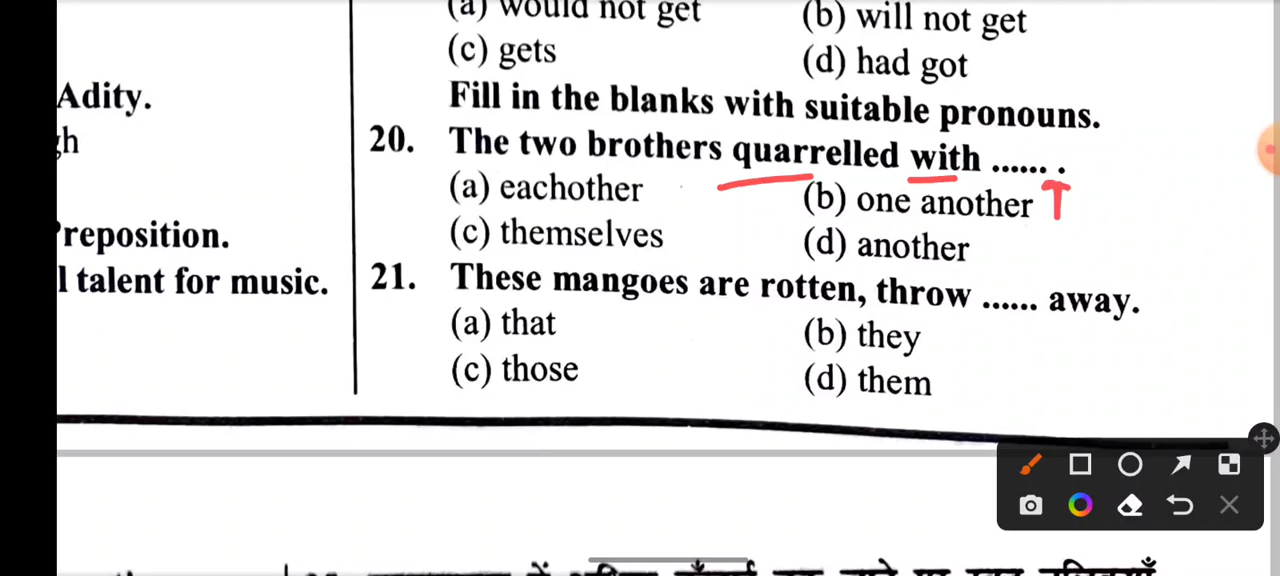 (a) would not get (b) will not get
(c) gets (d) had got
Adity.
Fill in the blanks with suitable pronouns.
gh
20. The two brothers quarrelled with ...... .
(a) eachother (b) one another T
Preposition.
(c) themselves (d) another
l talent for music.
21. These mangoes are rotten, throw ...... away.
(a) that (b) they
(c) those (d) them